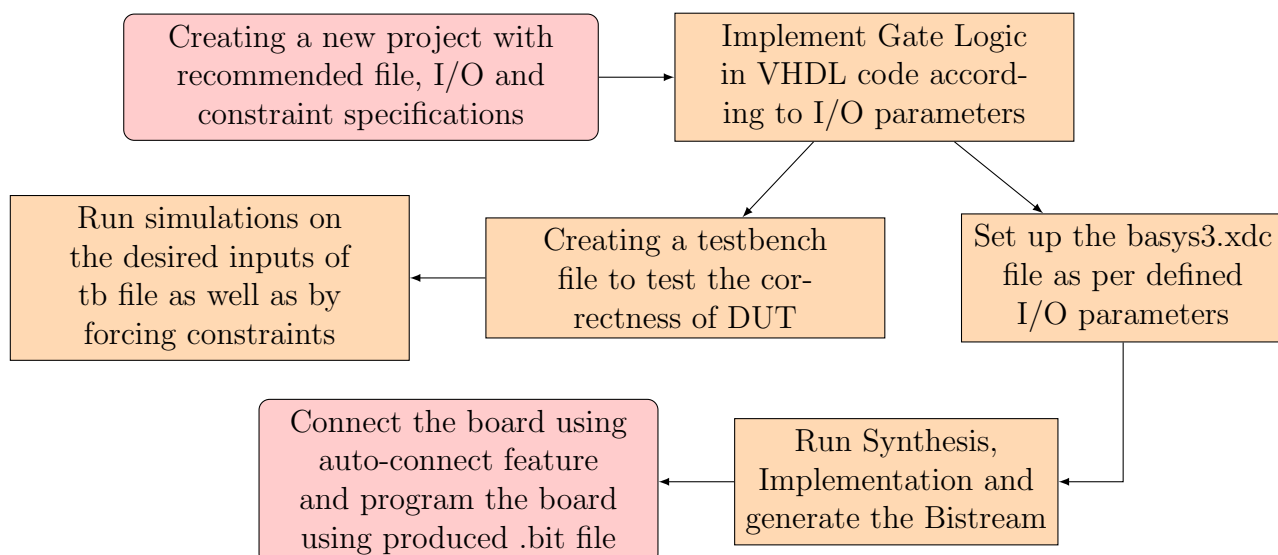 Creating a new project with
recommended file, I/O and
constraint specifications
Implement Gate Logic
in VHDL code accord-
ing to I/O parameters
Run simulations on
the desired inputs of
tb file as well as by
forcing constraints
Creating a testbench
file to test the cor-
rectness of DUT
Set up the basys3.xdc
file as per defined
I/O parameters
Connect the board using
auto-connect feature
and program the board
using produced .bit file
Run Synthesis,
Implementation and
generate the Bistream